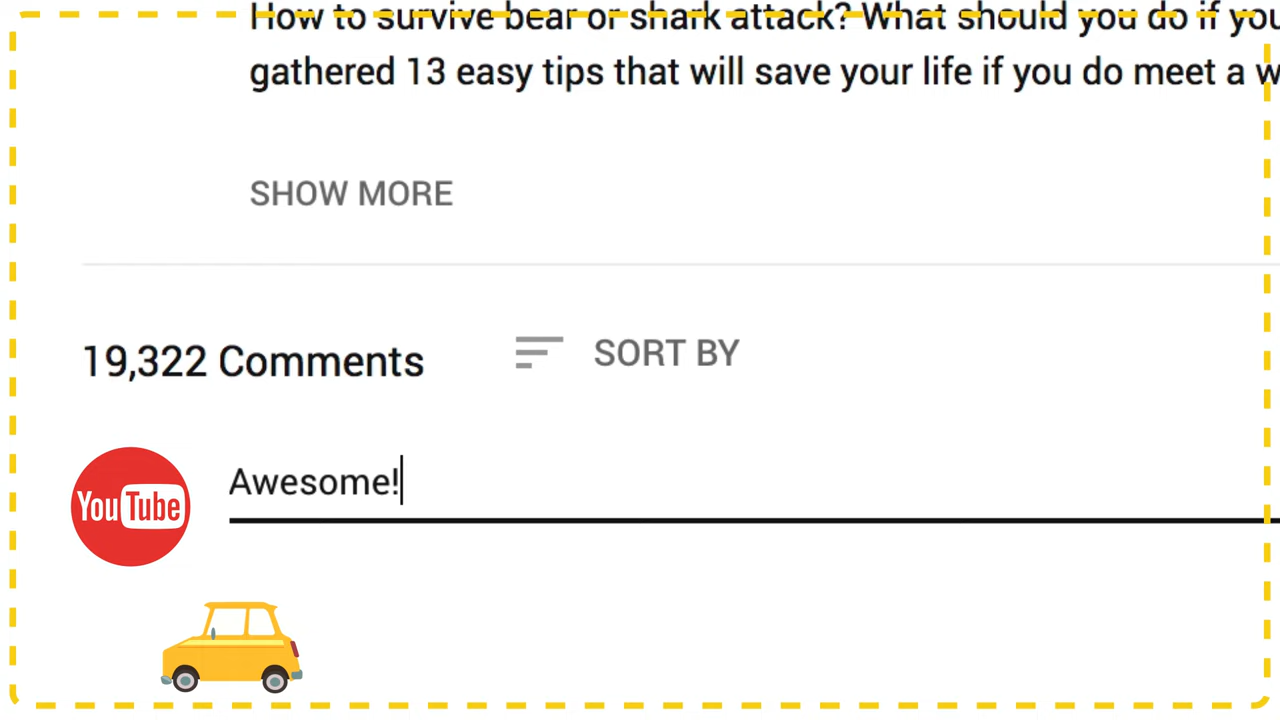 How to survive bear or shark attack? What should you do if you
gathered 13 easy tips that will save your life if you do meet a w
SHOW MORE
19,322 Comments
SORT BY
Awesome!
YouTube